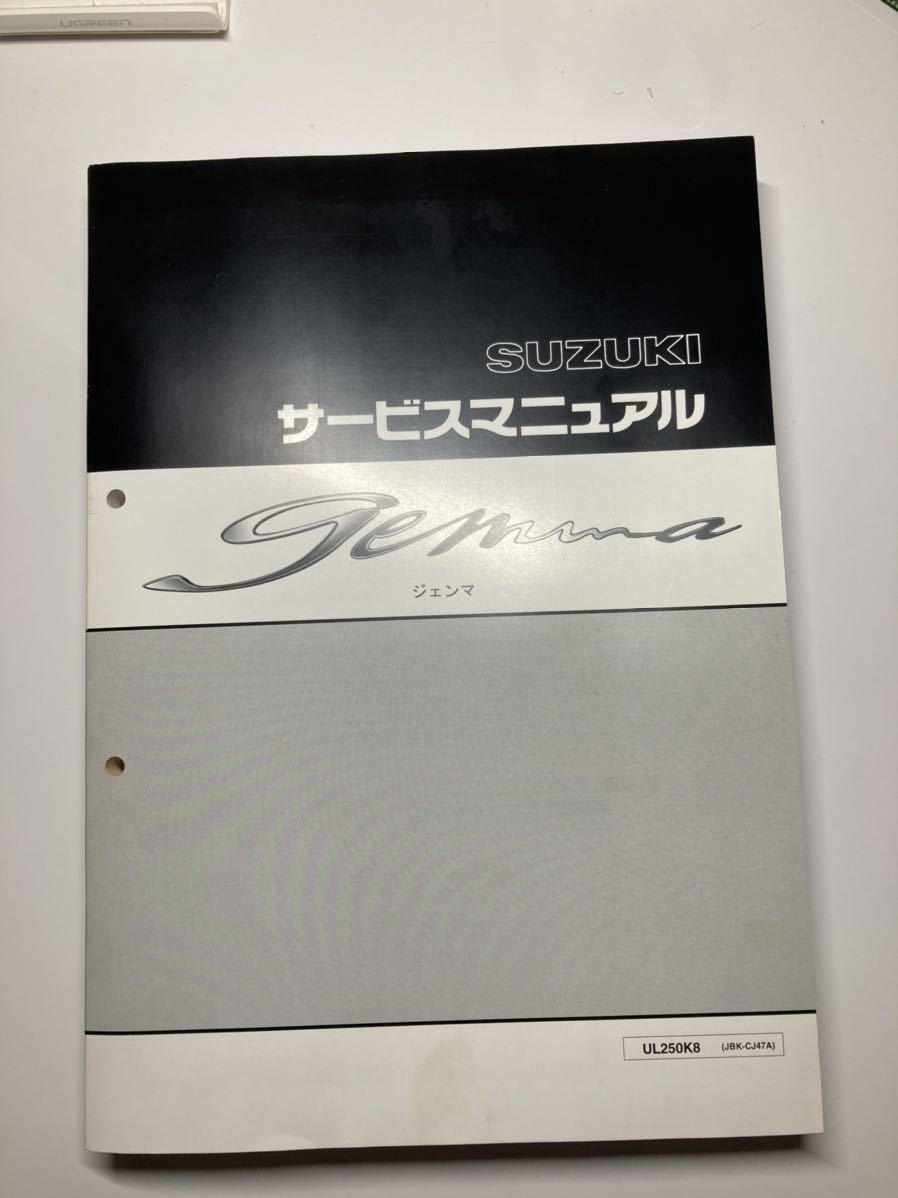 UGREEN
SUZUKI
サービスマニュアル
gemma
ジェンマ
UL250K8 (JBK-CJ47A)